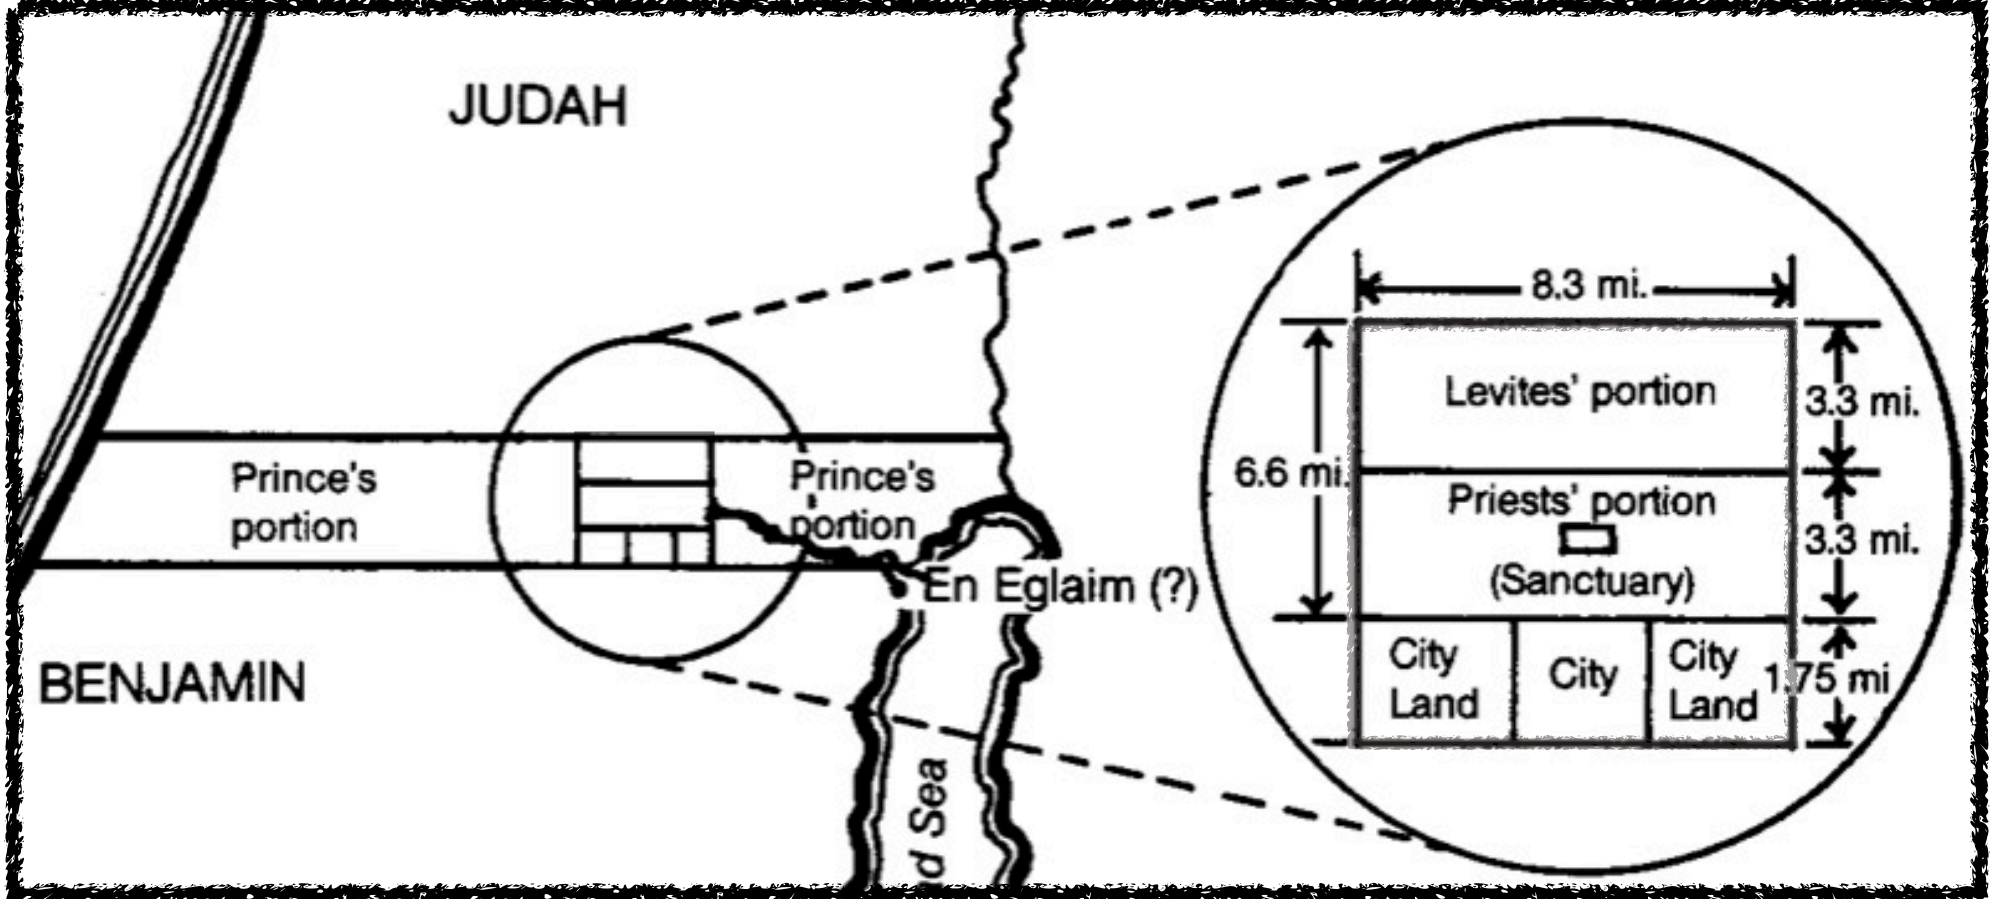 JUDAH
Prince's
portion
Prince's
portion
En Eglaim (?)
BENJAMIN
d Sea
8.3 mi.
Levites' portion
3.3 mi.
6.6 mi.
Priests' portion
(Sanctuary)
3.3 mi.
City
Land
City
City
Land
1.75 mi